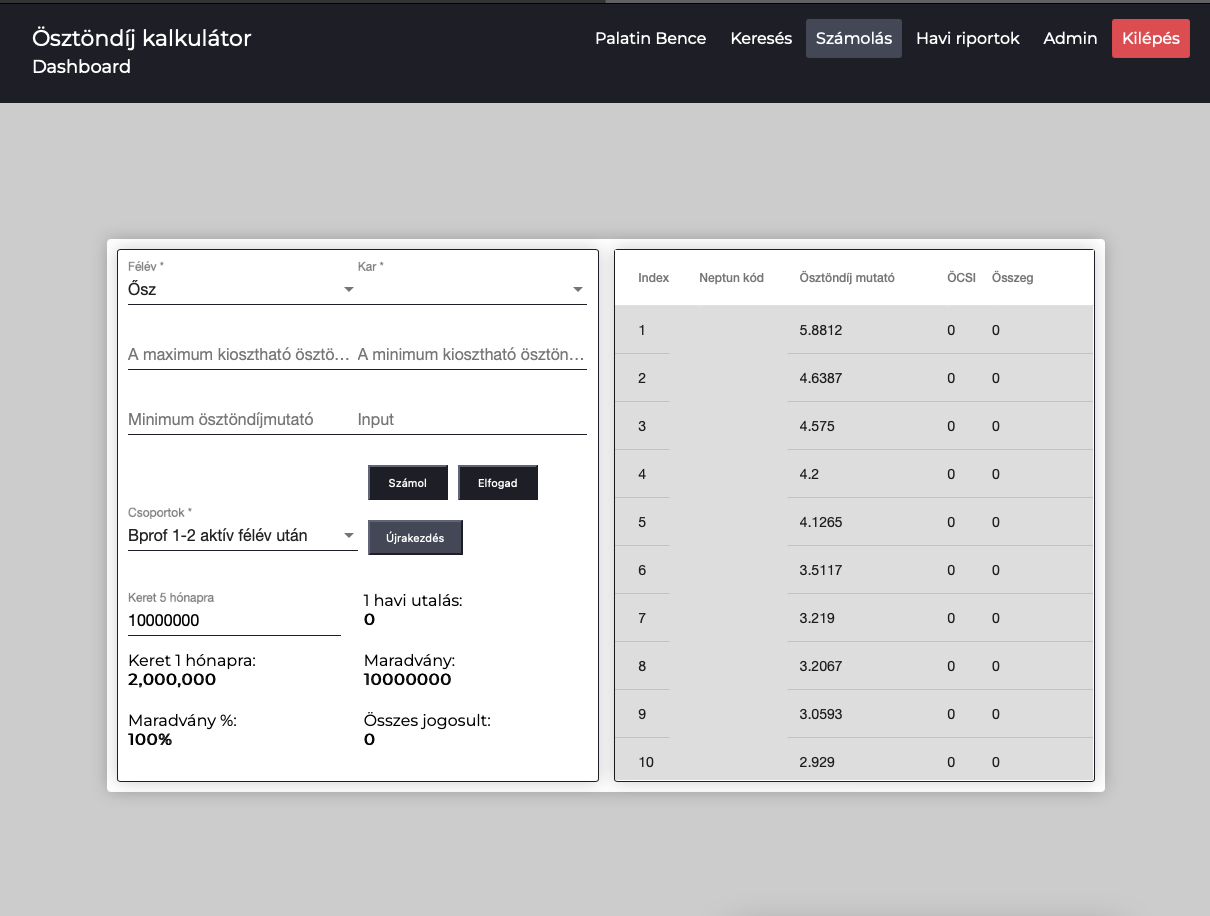 Ösztöndíj kalkulátor
Dashboard
Palatin Bence Keresés Számolás Havi riportok Admin Kilépés
Félév * Kar *
Ősz
A maximum kiosztható ösztö... A minimum kiosztható ösztön...
Minimum ösztöndíjmutató Input
Számol Elfogad
Csoportok *
Bprof 1-2 aktív félév után
Újrakezdés
Keret 5 hónapra
10000000
1 havi utalás:
0
Keret 1 hónapra:
2,000,000
Maradvány:
10000000
Maradvány %:
100%
Összes jogosult:
0
Index Neptun kód Ösztöndíj mutató ÖCSI Összeg
1 5.8812 0 0
2 4.6387 0 0
3 4.575 0 0
4 4.2 0 0
5 4.1265 0 0
6 3.5117 0 0
7 3.219 0 0
8 3.2067 0 0
9 3.0593 0 0
10 2.929 0 0